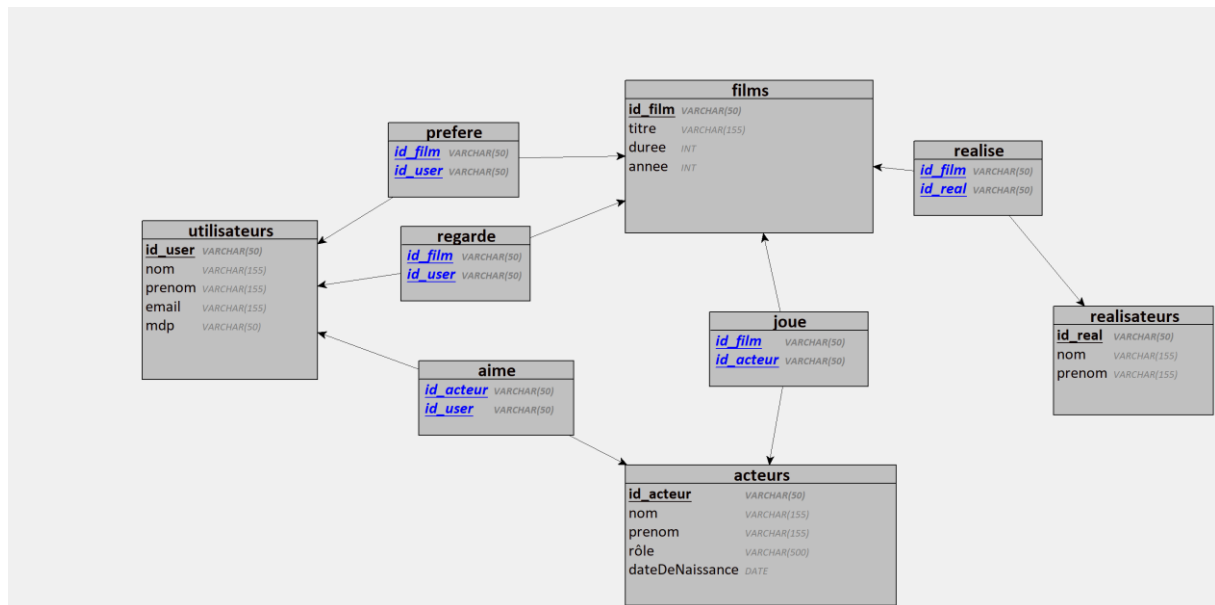 films
id_film VARCHAR(50)
titre VARCHAR(155)
duree INT
annee INT
prefere
id_film VARCHAR(50)
id_user VARCHAR(50)
realise
id_film VARCHAR(50)
id_real VARCHAR(50)
utilisateurs
id_user VARCHAR(50)
nom VARCHAR(155)
prenom VARCHAR(155)
email VARCHAR(155)
mdp VARCHAR(50)
regarde
id_film VARCHAR(50)
id_user VARCHAR(50)
joue
id_film VARCHAR(50)
id_acteur VARCHAR(50)
realisateurs
id_real VARCHAR(50)
nom VARCHAR(155)
prenom VARCHAR(155)
aime
id_acteur VARCHAR(50)
id_user VARCHAR(50)
acteurs
id_acteur VARCHAR(50)
nom VARCHAR(155)
prenom VARCHAR(155)
rôle VARCHAR(500)
dateDeNaissance DATE